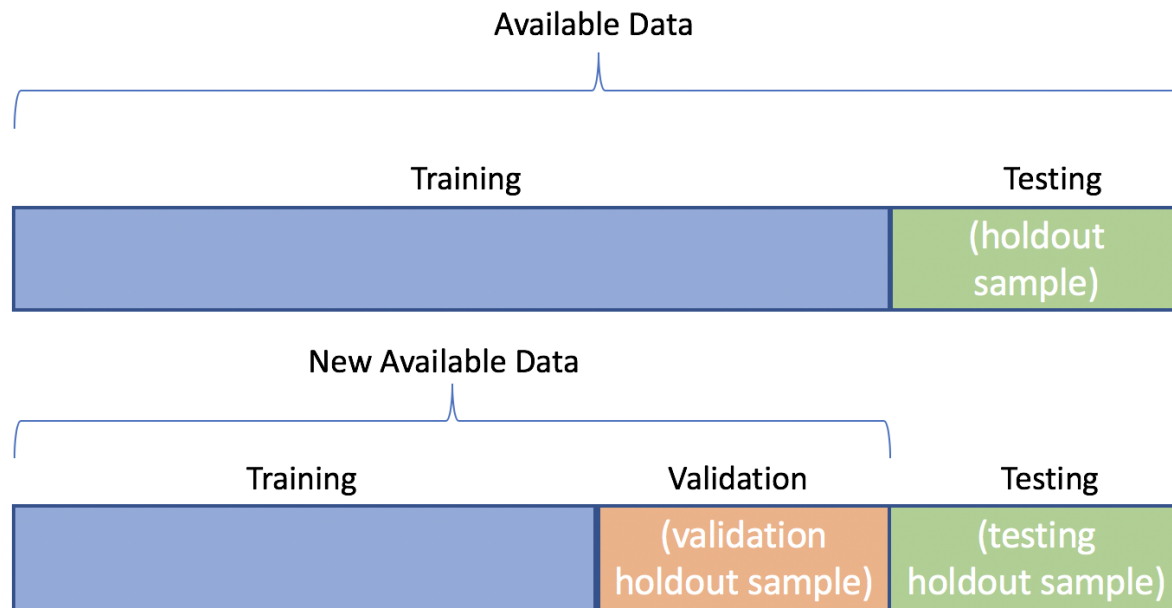 Available Data
Training
Testing
(holdout
sample)
New Available Data
Training
Validation
Testing
(validation
holdout sample)
(testing
holdout sample)